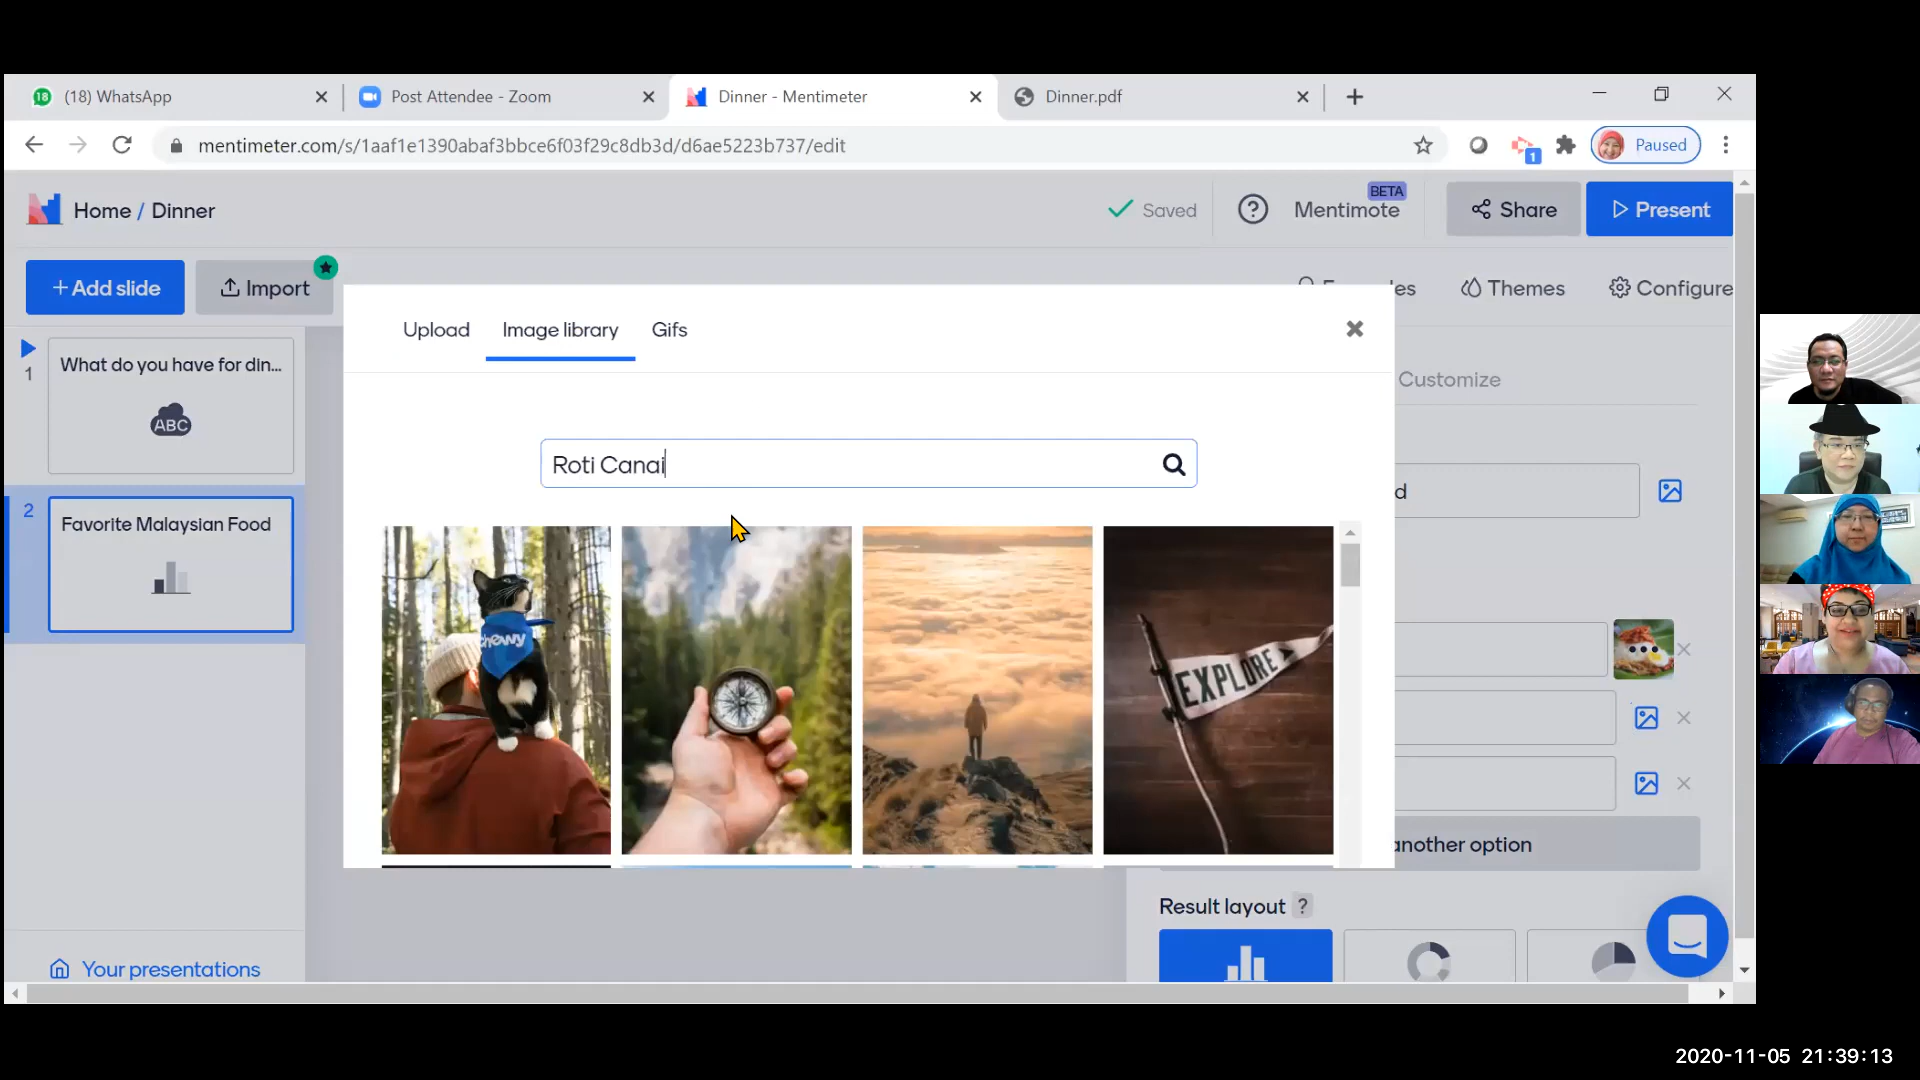 18
(18) WhatsApp
Post Attendee - Zoom
Dinner - Mentimeter
Dinner.pdf
mentimeter.com/s/1aaf1e1390abaf3bbce6f03f29c8db3d/d6ae5223b737/edit
1
Paused
Home / Dinner
Saved
?
Mentimote
BETA
Share
Present
+ Add slide
Import
Themes
Configure
Upload
Image library
Gifs
Customize
1
What do you have for din...
ABC
Roti Canai
d
2
Favorite Malaysian Food
chewy
EXPLORE
another option
Result layout ?
Your presentations
2020-11-05 21:39:13